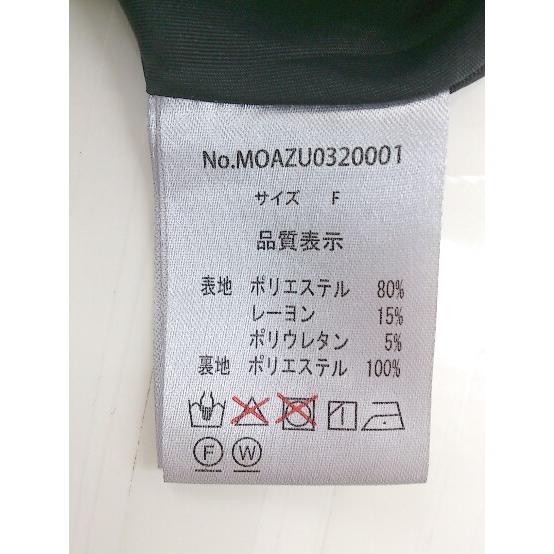 No.MOAZU0320001
サイズ F
品質表示
表地 ポリエステル 80%
レーヨン 15%
ポリウレタン 5%
裏地 ポリエステル 100%
F W